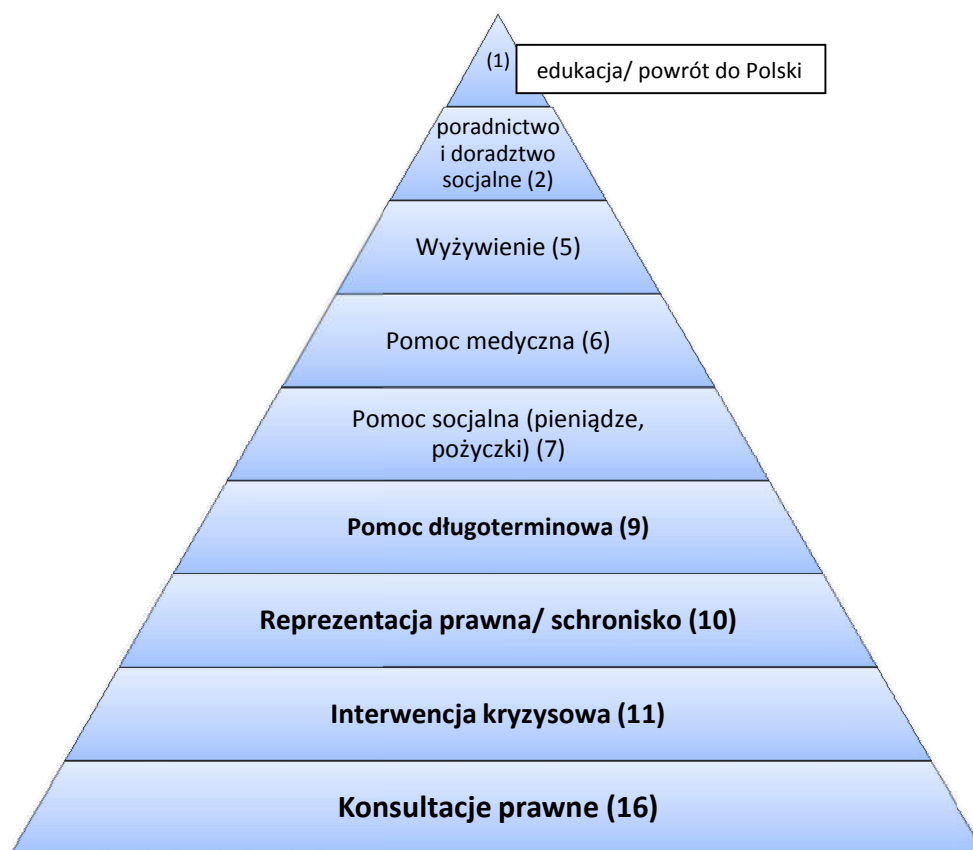 (1)
edukacja/ powrót do Polski
poradnictwo
i doradztwo
socjalne (2)
Wyżywienie (5)
Pomoc medyczna (6)
Pomoc socjalna (pieniądze,
pożyczki) (7)
Pomoc długoterminowa (9)
Reprezentacja prawna/ schronisko (10)
Interwencja kryzysowa (11)
Konsultacje prawne (16)